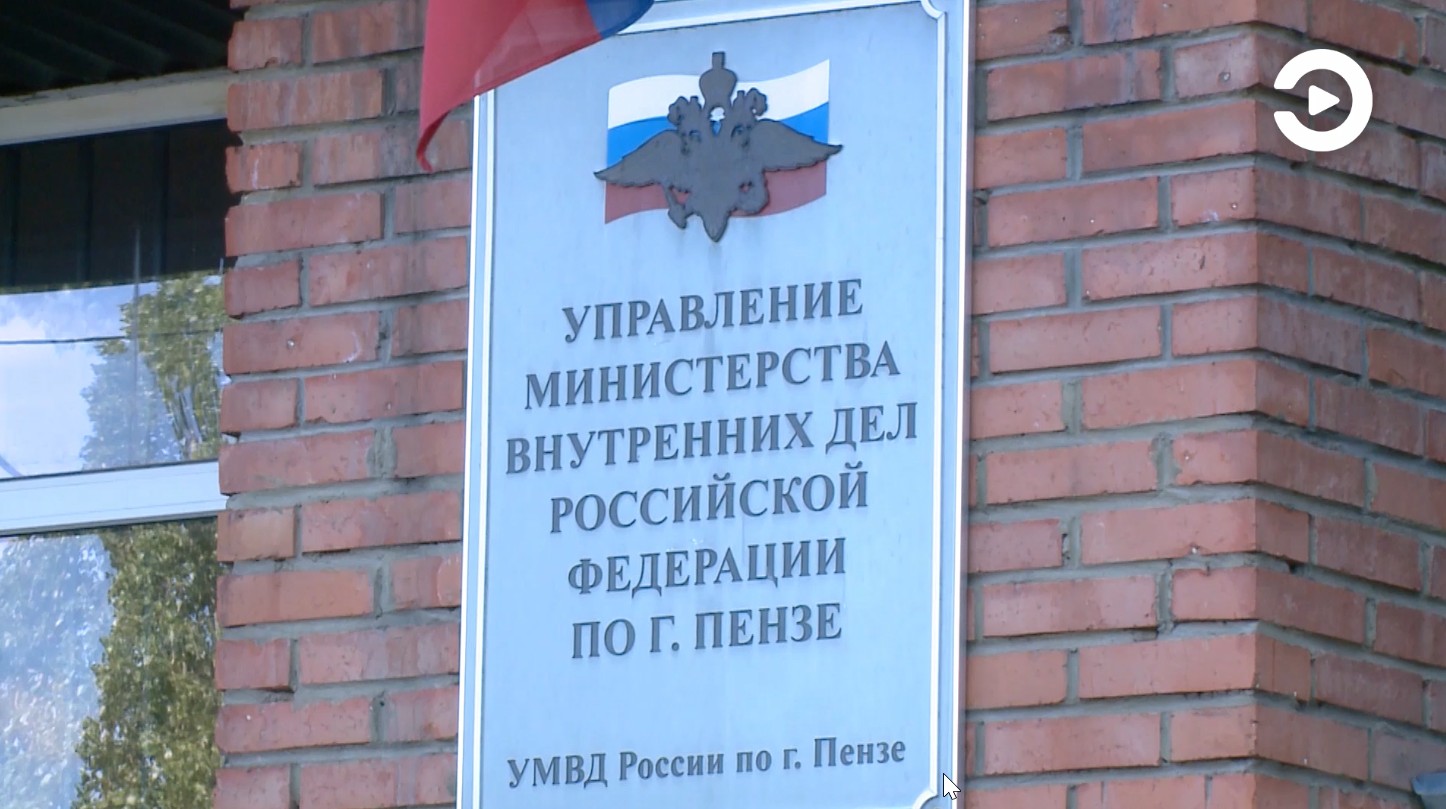 УПРАВЛЕНИЕ
МИНИСТЕРСТВА
ВНУТРЕННИХ ДЕЛ
РОССИЙСКОЙ
ФЕДЕРАЦИИ
ПО Г. ПЕНЗЕ
УМВД России по г. Пензе